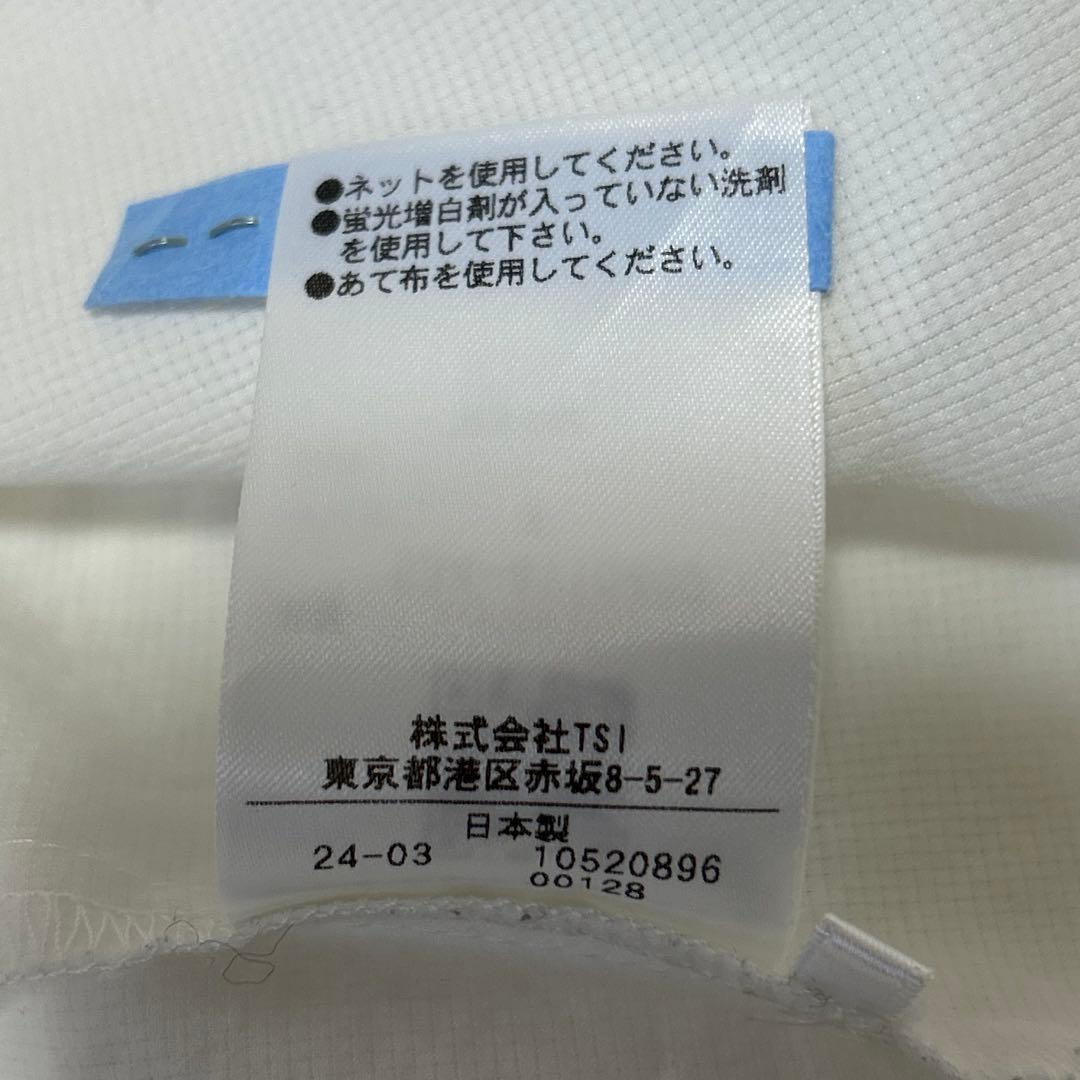 ●ネットを使用してください。
●蛍光増白剤が入っていない洗剤
を使用して下さい。
●あて布を使用してください。
株式会社TSI
東京都港区赤坂8-5-27
日本製
24-03 10520896
00128